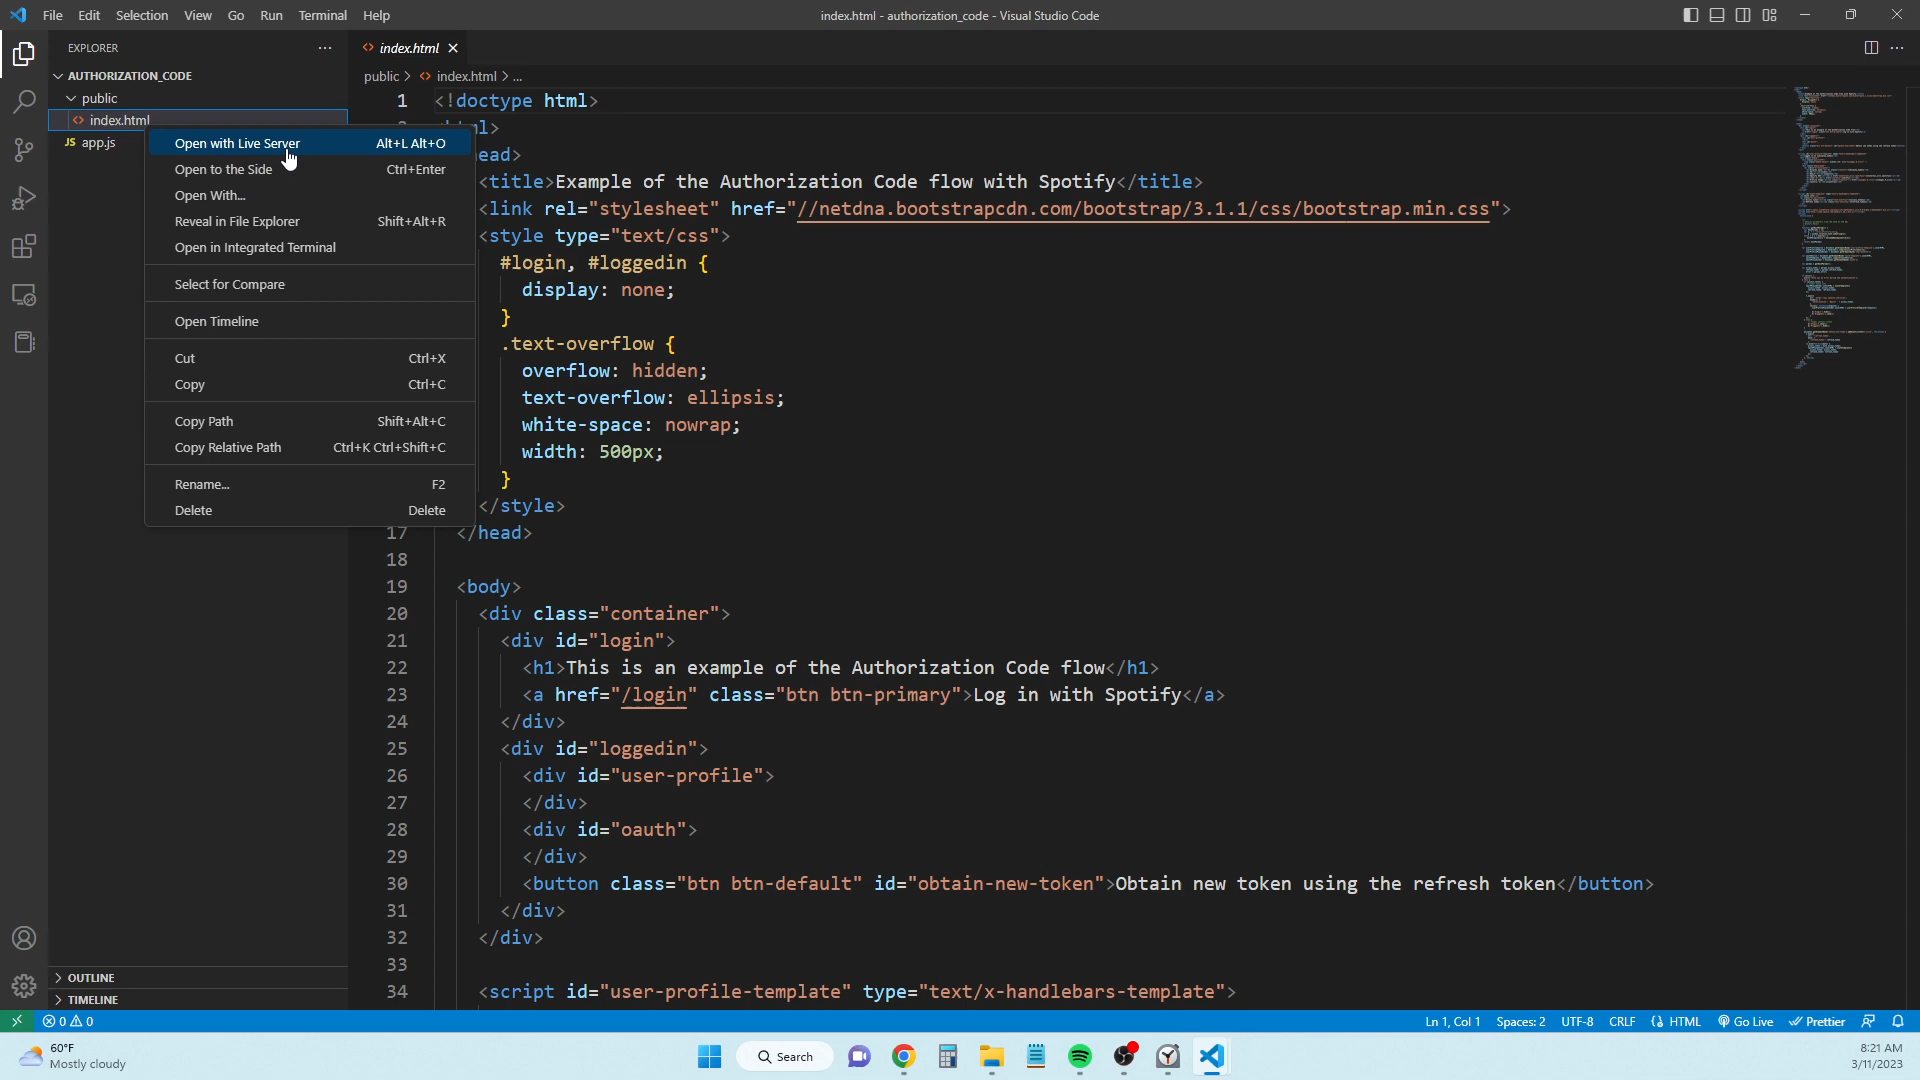 File Edit Selection View Go Run Terminal Help
index.html - authorization_code - Visual Studio Code
EXPLORER
AUTHORIZATION_CODE
public
index.html
JS app.js
Open with Live Server Alt+L Alt+O
Open to the Side Ctrl+Enter
Open With...
Reveal in File Explorer Shift+Alt+R
Open in Integrated Terminal
Select for Compare
Open Timeline
Cut Ctrl+X
Copy Ctrl+C
Copy Path Shift+Alt+C
Copy Relative Path Ctrl+K Ctrl+Shift+C
Rename... F2
Delete Delete
OUTLINE
TIMELINE
index.html
public > index.html > ...
1 <!doctype html>
l>
ead>
<title>Example of the Authorization Code flow with Spotify</title>
<link rel="stylesheet" href="//netdna.bootstrapcdn.com/bootstrap/3.1.1/css/bootstrap.min.css">
<style type="text/css">
#login, #loggedin {
display: none;
}
.text-overflow {
overflow: hidden;
text-overflow: ellipsis;
white-space: nowrap;
width: 500px;
}
</style>
17 </head>
18
19 <body>
20 <div class="container">
21 <div id="login">
22 <h1>This is an example of the Authorization Code flow</h1>
23 <a href="/login" class="btn btn-primary">Log in with Spotify</a>
24 </div>
25 <div id="loggedin">
26 <div id="user-profile">
27 </div>
28 <div id="oauth">
29 </div>
30 <button class="btn btn-default" id="obtain-new-token">Obtain new token using the refresh token</button>
31 </div>
32 </div>
33
34 <script id="user-profile-template" type="text/x-handlebars-template">
0 0
Ln 1, Col 1 Spaces: 2 UTF-8 CRLF HTML Go Live Prettier
60°F
Mostly cloudy
Search
8:21 AM
3/11/2023